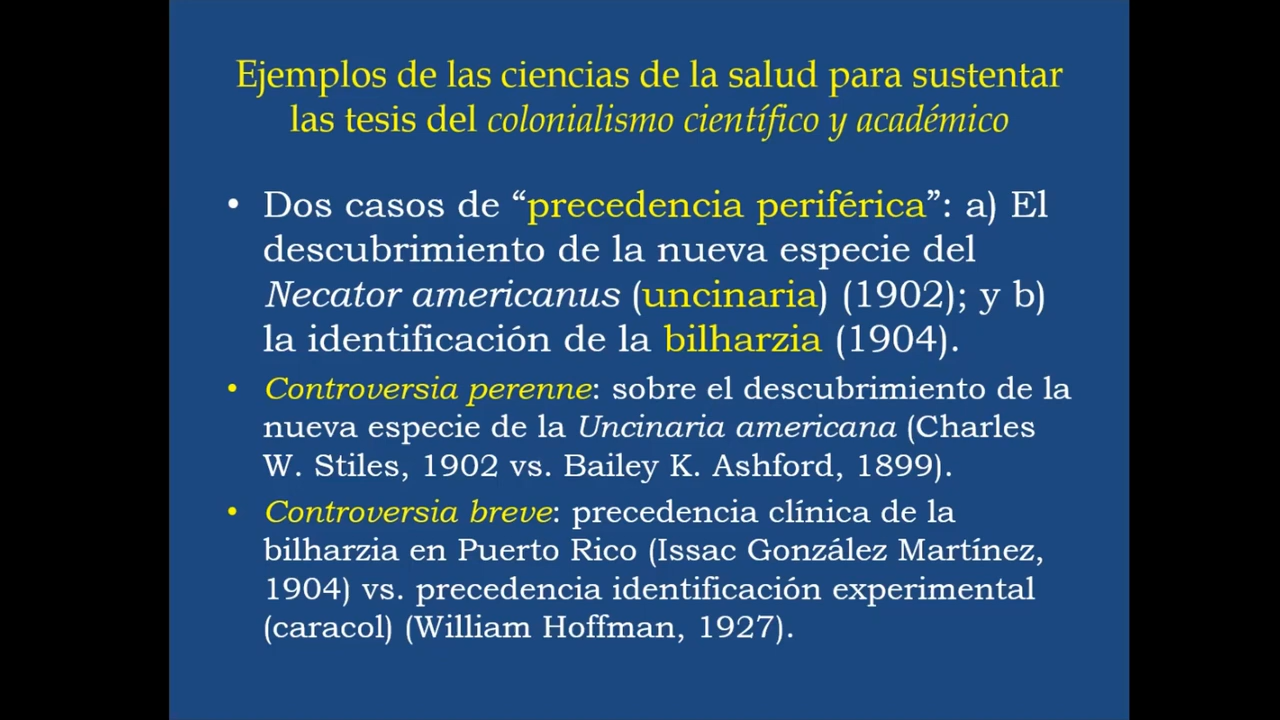 Ejemplos de las ciencias de la salud para sustentar
las tesis del colonialismo científico y académico
• Dos casos de “precedencia periférica”: a) El
descubrimiento de la nueva especie del
Necator americanus (uncinaria) (1902); y b)
la identificación de la bilharzia (1904).
• Controversia perenne: sobre el descubrimiento de la
nueva especie de la Uncinaria americana (Charles
W. Stiles, 1902 vs. Bailey K. Ashford, 1899).
• Controversia breve: precedencia clínica de la
bilharzia en Puerto Rico (Issac González Martínez,
1904) vs. precedencia identificación experimental
(caracol) (William Hoffman, 1927).